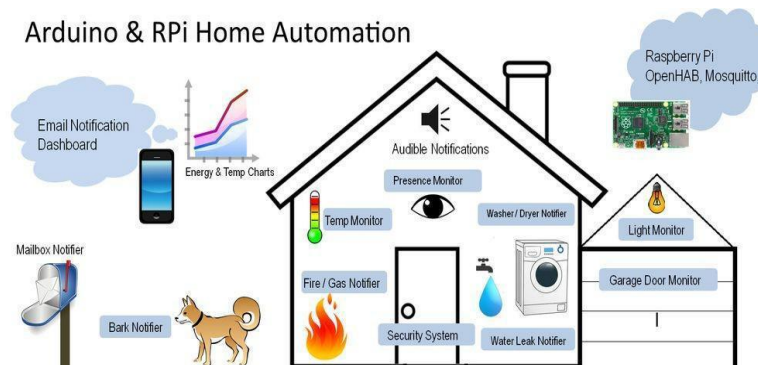 Arduino & RPi Home Automation
Raspberry Pi
OpenHAB, Mosquitto
Email Notification
Dashboard
Energy & Temp Charts
Audible Notifications
Presence Monitor
Temp Monitor
Washer / Dryer Notifier
Light Monitor
Mailbox Notifier
Fire / Gas Notifier
Garage Door Monitor
Bark Notifier
Security System
Water Leak Notifier